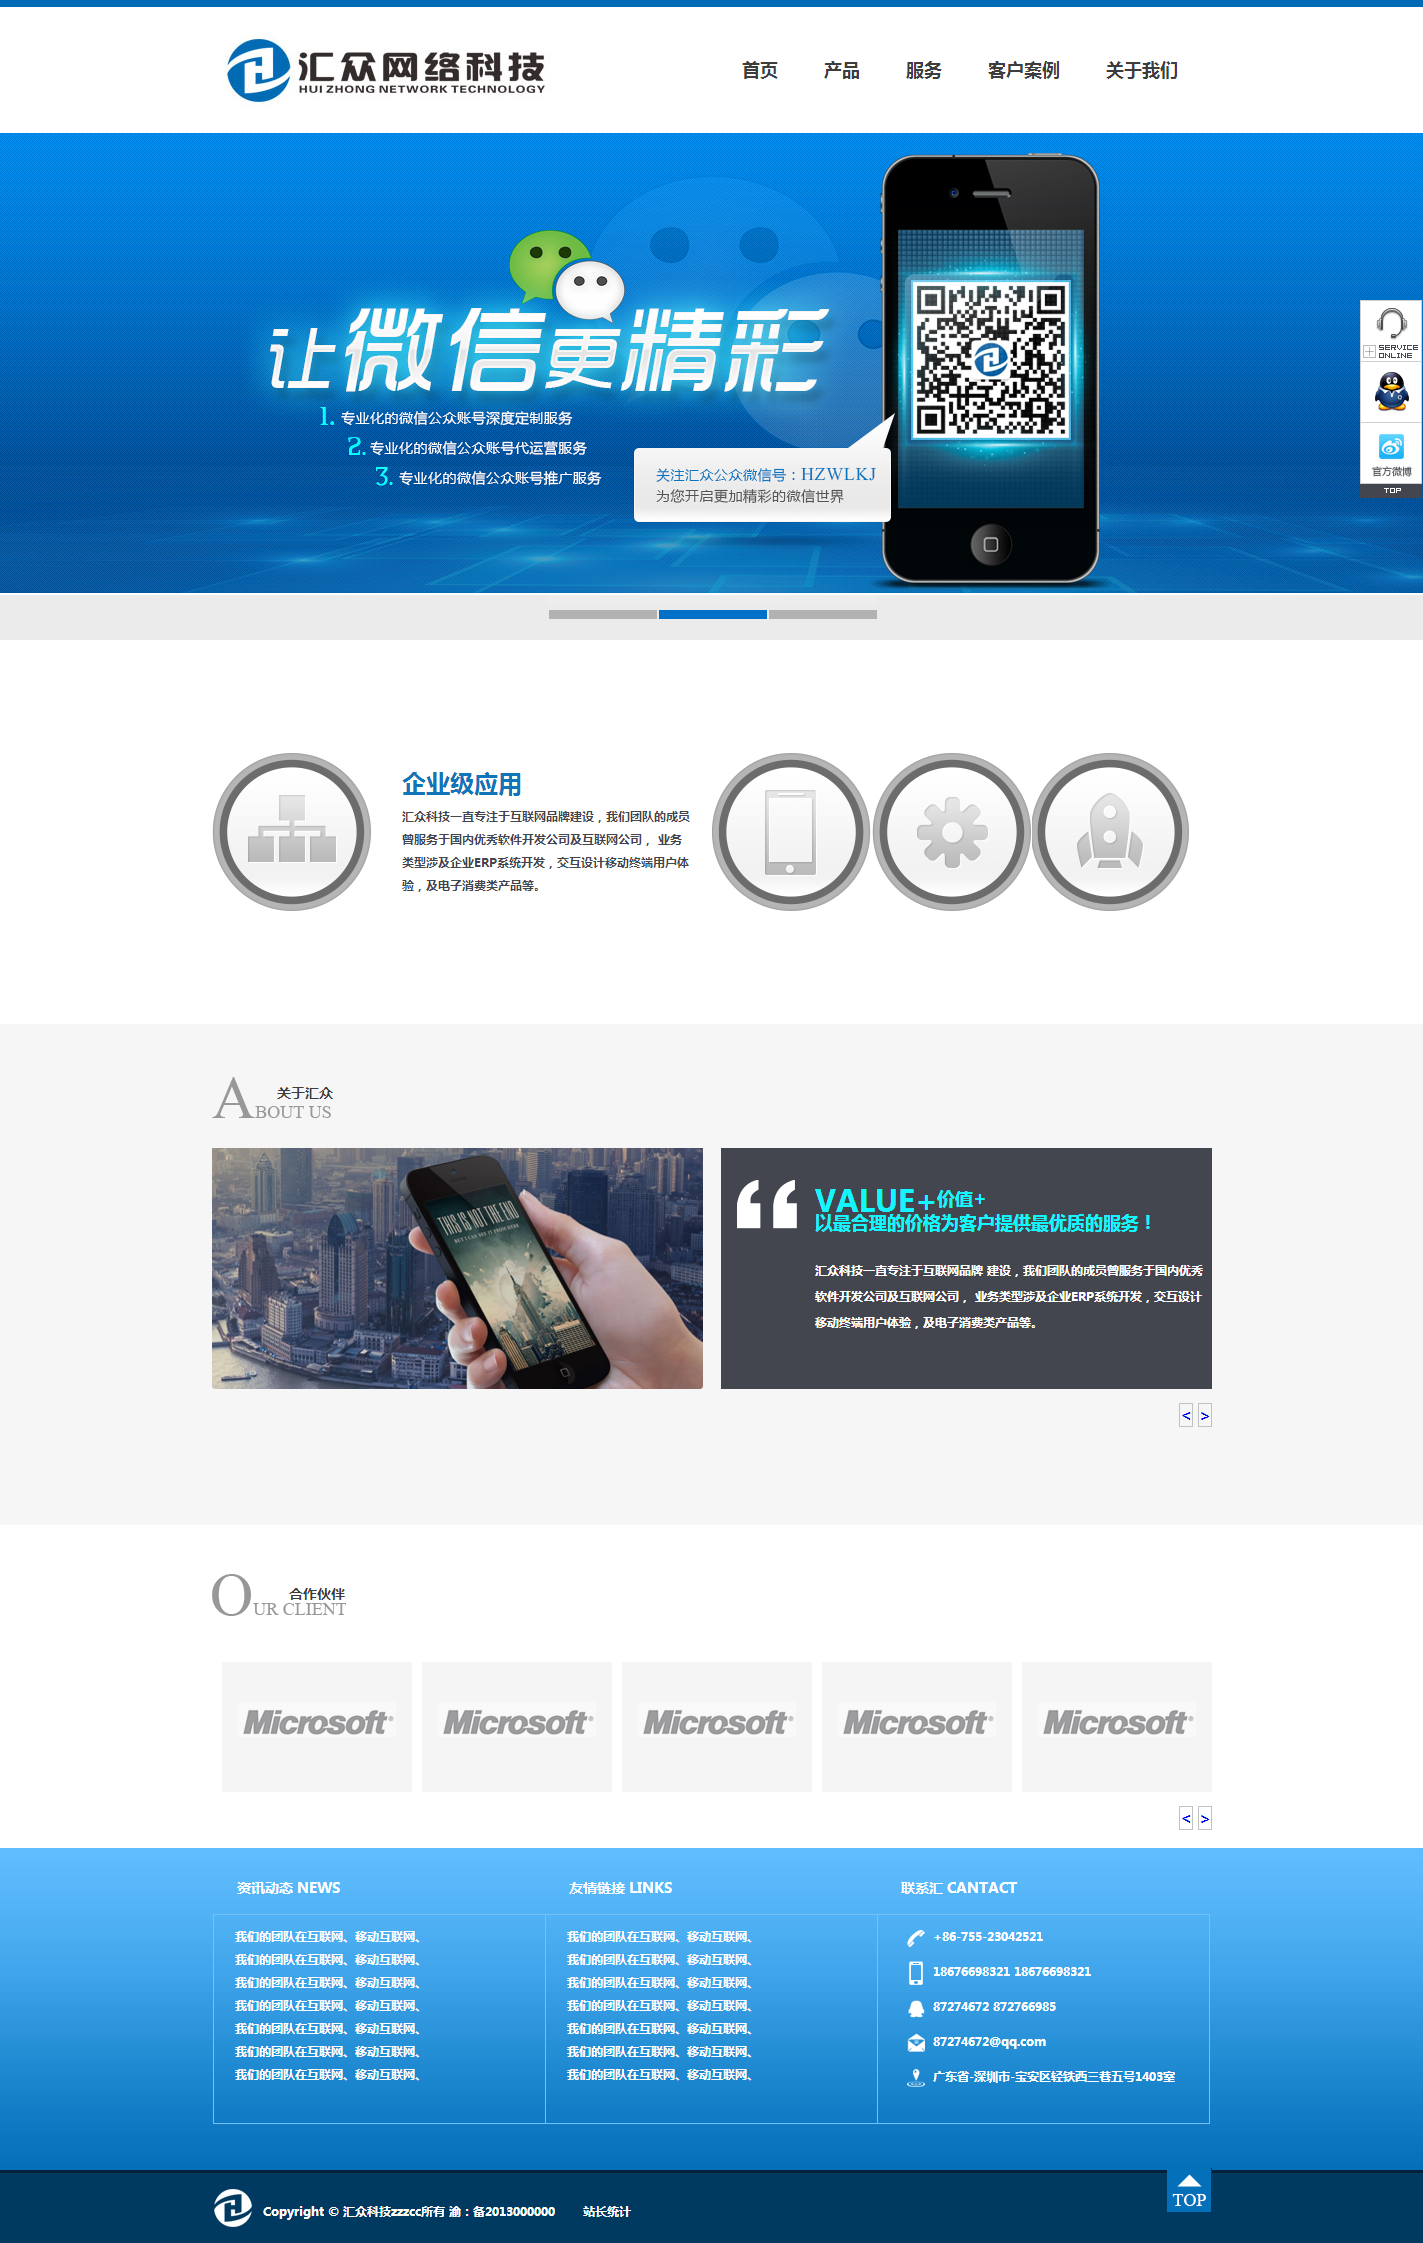 汇众网络科技
HUI ZHONG NETWORK TECHNOLOGY
首页 产品 服务 客户案例 关于我们
让微信更精彩
1. 专业化的微信公众账号深度定制服务
2. 专业化的微信公众账号代运营服务
3. 专业化的微信公众账号推广服务
关注汇众公众微信号：HZWLKJ
为您开启更加精彩的微信世界
SERVICE
ONLINE
官方微博
TOP
企业级应用
汇众科技一直专注于互联网品牌建设，我们团队的成员
曾服务于国内优秀软件开发公司及互联网公司， 业务
类型涉及企业ERP系统开发，交互设计移动终端用户体
验，及电子消费类产品等。
关于汇众
ABOUT US
THIS IS NOT THE END
BUT I CAN SEE IT FROM HERE
VALUE+价值+
以最合理的价格为客户提供最优质的服务！
汇众科技一直专注于互联网品牌 建设，我们团队的成员曾服务于国内优秀
软件开发公司及互联网公司， 业务类型涉及企业ERP系统开发，交互设计
移动终端用户体验，及电子消费类产品等。
< >
合作伙伴
OUR CLIENT
Microsoft® Microsoft® Microsoft® Microsoft® Microsoft®
< >
资讯动态 NEWS
我们的团队在互联网、移动互联网、
我们的团队在互联网、移动互联网、
我们的团队在互联网、移动互联网、
我们的团队在互联网、移动互联网、
我们的团队在互联网、移动互联网、
我们的团队在互联网、移动互联网、
我们的团队在互联网、移动互联网、
友情链接 LINKS
我们的团队在互联网、移动互联网、
我们的团队在互联网、移动互联网、
我们的团队在互联网、移动互联网、
我们的团队在互联网、移动互联网、
我们的团队在互联网、移动互联网、
我们的团队在互联网、移动互联网、
我们的团队在互联网、移动互联网、
联系汇 CANTACT
+86-755-23042521
18676698321 18676698321
87274672 872766985
87274672@qq.com
广东省-深圳市-宝安区轻铁西三巷五号1403室
Copyright © 汇众科技zzzcc所有 渝：备2013000000 站长统计
TOP